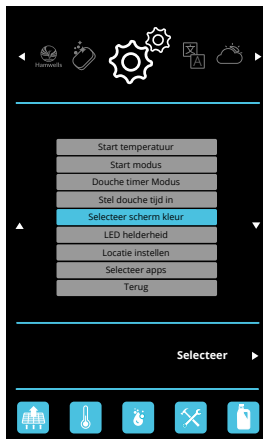 Hamwells
文
A
Start temperatuur
Start modus
Douche timer Modus
Stel douche tijd in
Selecteer scherm kleur
LED helderheid
Locatie instellen
Selecteer apps
Terug
Selecteer